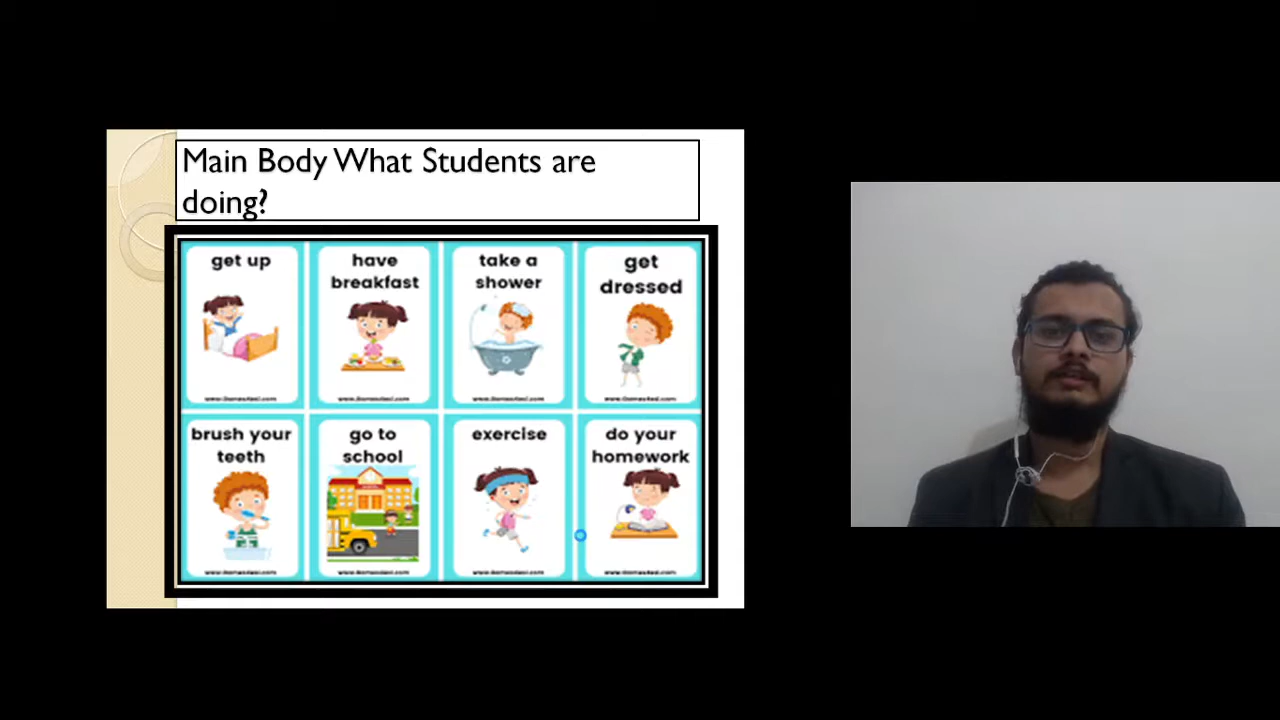 Main Body What Students are
doing?
get up
have
breakfast
take a
shower
get
dressed
brush your
teeth
go to
school
exercise
do your
homework